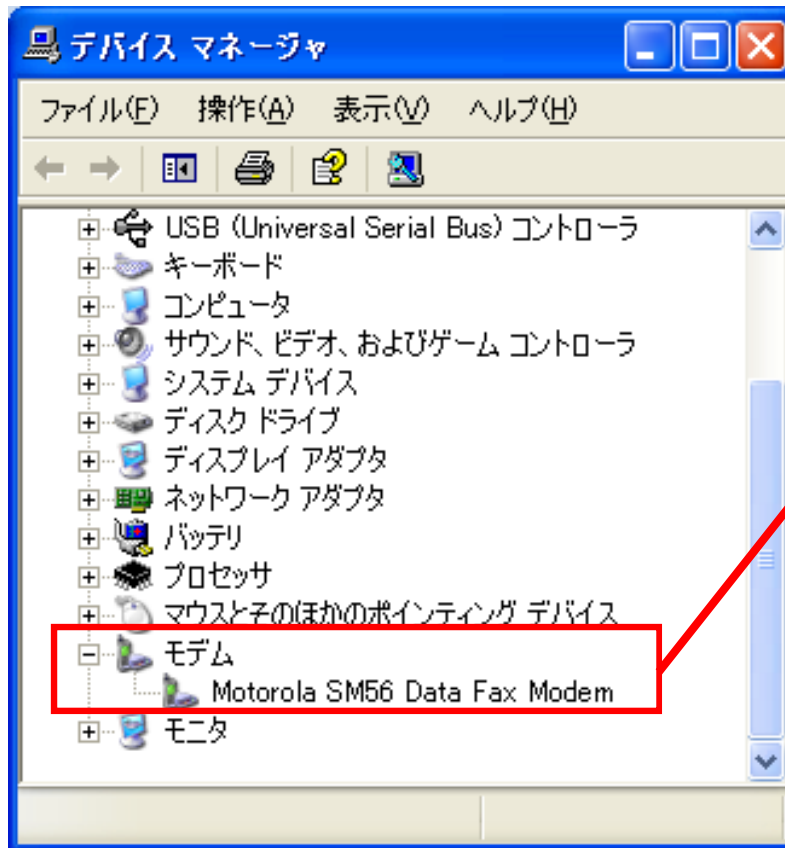 デバイス マネージャ
ファイル(F) 操作(A) 表示(V) ヘルプ(H)
USB (Universal Serial Bus) コントローラ
キーボード
コンピュータ
サウンド、ビデオ、およびゲーム コントローラ
システム デバイス
ディスク ドライブ
ディスプレイ アダプタ
ネットワーク アダプタ
バッテリ
プロセッサ
マウスとそのほかのポインティング デバイス
モデム
Motorola SM56 Data Fax Modem
モニタ